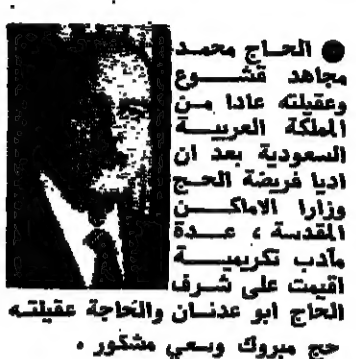 ● الحاج محمد
مجاهد قشوع
وعقيلته عادا من
المملكة العربية
السعودية بعد ان
اديا فريضة الحج
وزارا الاماكن
المقدسة ، عدة
مآدب تكريمية
اقيمت على شرف
الحاج ابو عدنان والحاجة عقيلته
حج مبروك وسعي مشكور .